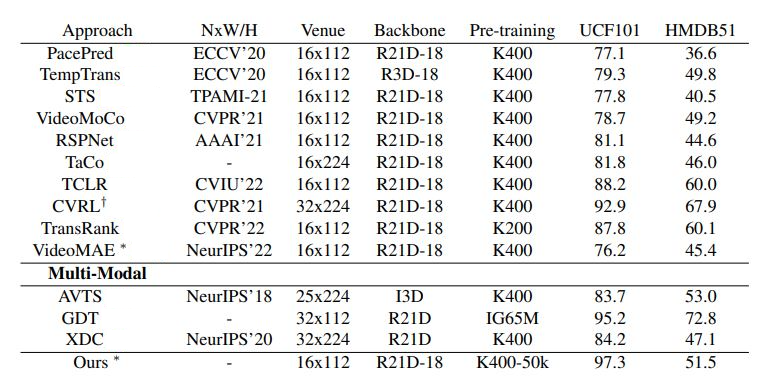 Approach NxW/H Venue Backbone Pre-training UCF101 HMDB51
PacePred ECCV'20 16x112 R21D-18 K400 77.1 36.6
TempTrans ECCV'20 16x112 R3D-18 K400 79.3 49.8
STS TPAMI-21 16x112 R21D-18 K400 77.8 40.5
VideoMoCo CVPR'21 16x112 R21D-18 K400 78.7 49.2
RSPNet AAAI'21 16x112 R21D-18 K400 81.1 44.6
TaCo - 16x224 R21D-18 K400 81.8 46.0
TCLR CVIU'22 16x112 R21D-18 K400 88.2 60.0
CVRL† CVPR'21 32x224 R21D-18 K400 92.9 67.9
TransRank CVPR'22 16x112 R21D-18 K200 87.8 60.1
VideoMAE * NeurIPS'22 16x112 R21D-18 K400 76.2 45.4
Multi-Modal
AVTS NeurIPS'18 25x224 I3D K400 83.7 53.0
GDT - 32x112 R21D IG65M 95.2 72.8
XDC NeurIPS'20 32x224 R21D K400 84.2 47.1
Ours * - 16x112 R21D-18 K400-50k 97.3 51.5